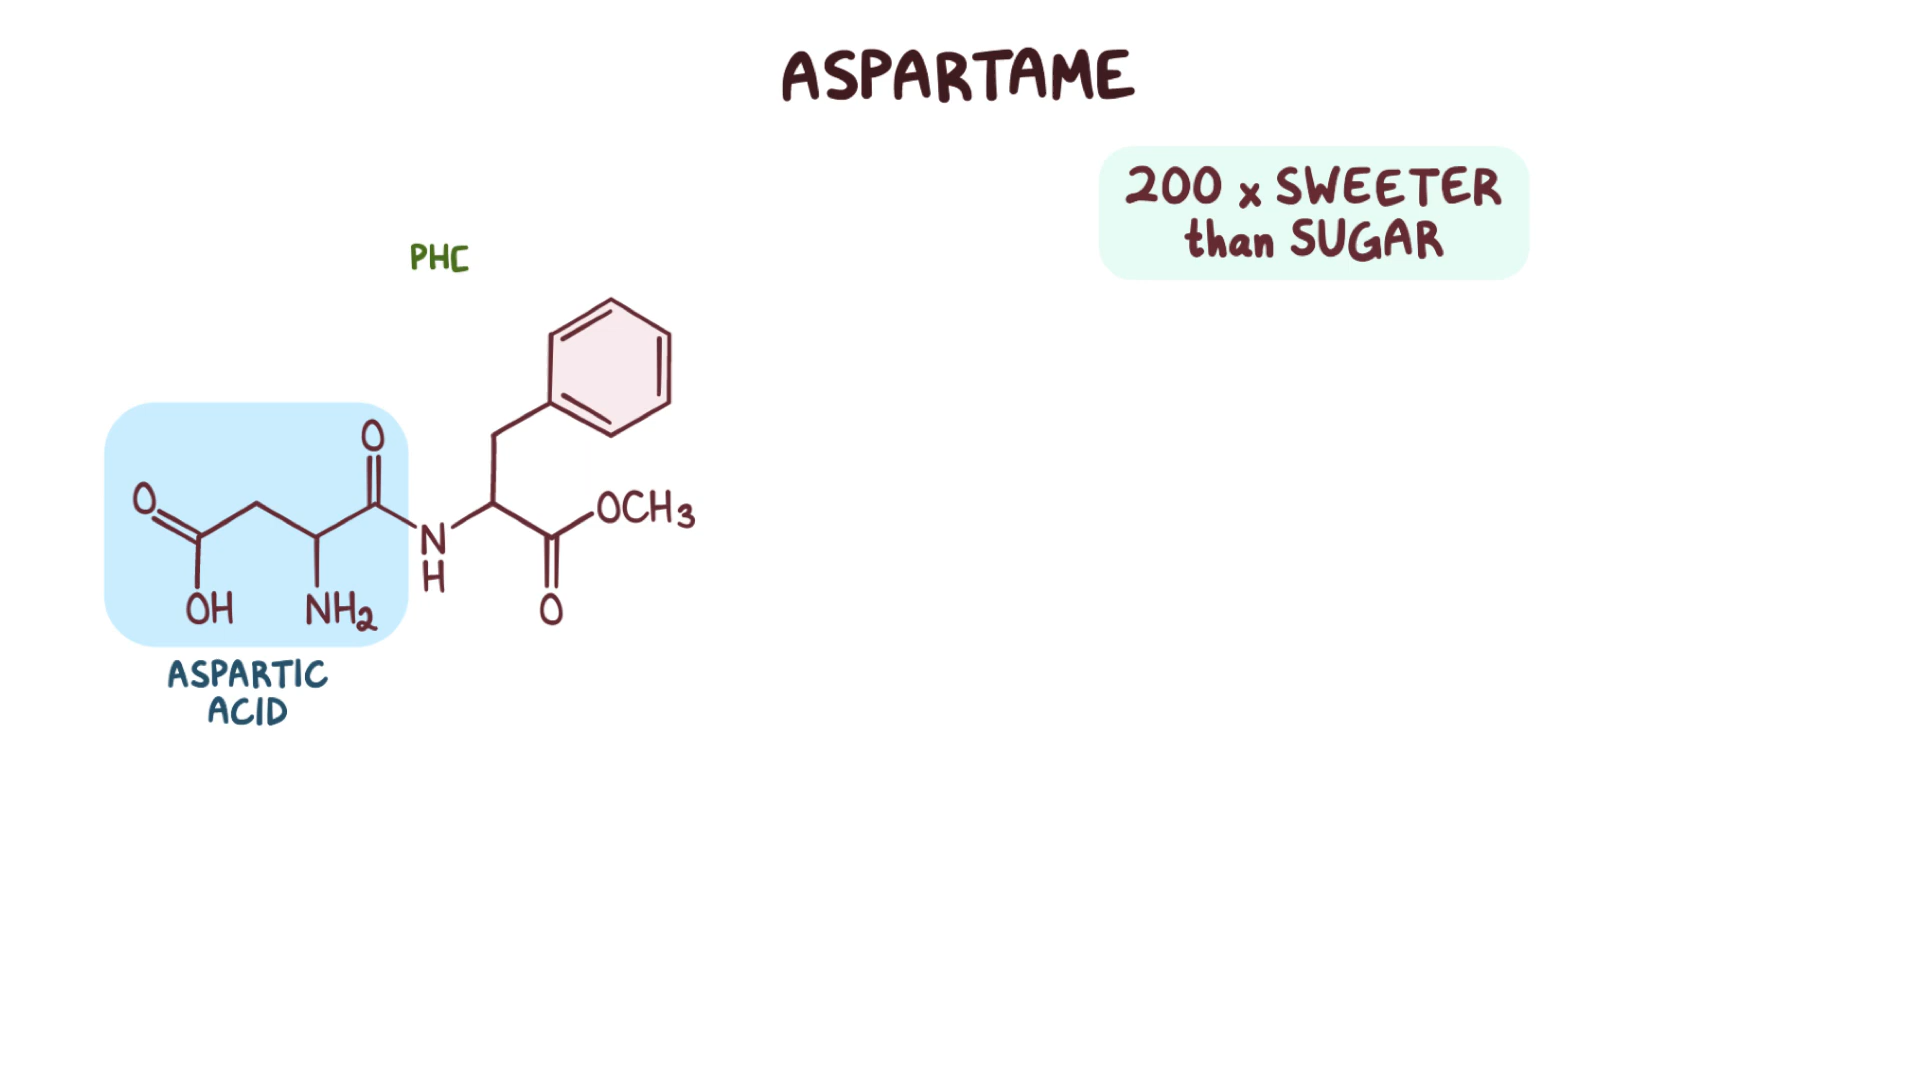 ASPARTAME
200 x SWEETER
than SUGAR
PHC
O
O
OCH3
N
H
O
OH
NH2
ASPARTIC
ACID